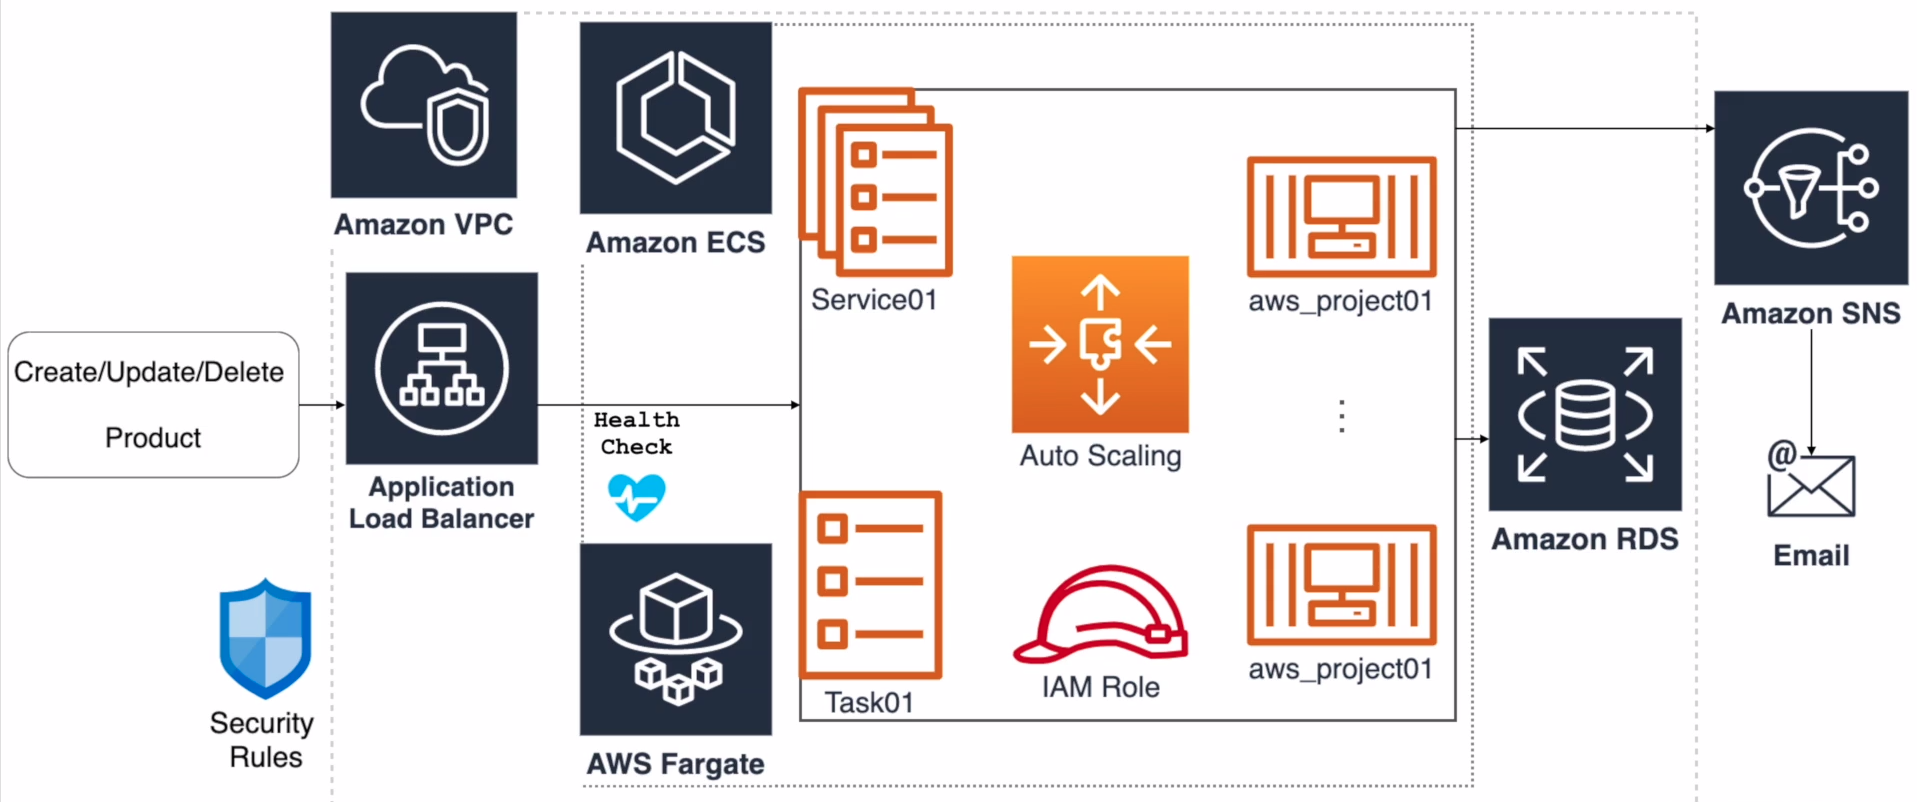 Amazon VPC
Amazon ECS
Service01
Auto Scaling
aws_project01
Amazon SNS
Create/Update/Delete
Product
Application
Load Balancer
Health
Check
Amazon RDS
@
Email
Security
Rules
AWS Fargate
Task01
IAM Role
aws_project01